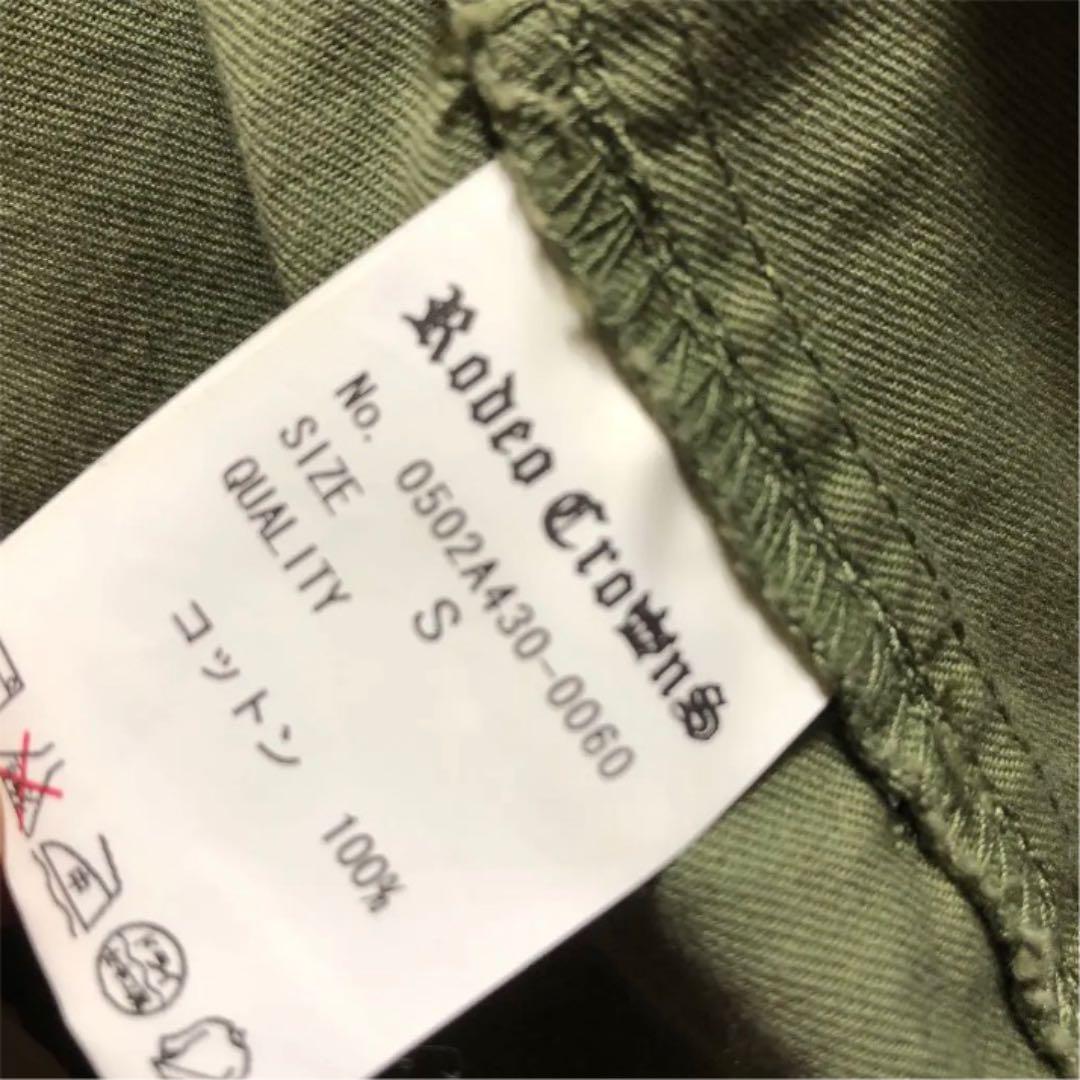 Rodeo Crowns
No. 0502A430-0060
SIZE S
QUALITY
コットン 100%